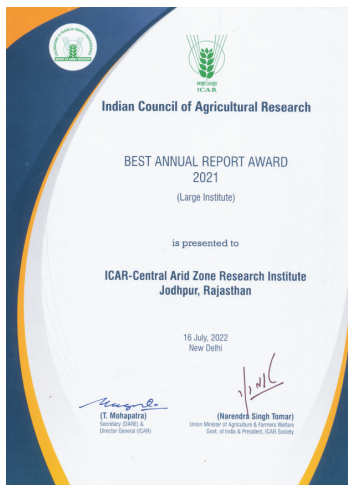 भाकृअनुप
ICAR
Indian Council of Agricultural Research
BEST ANNUAL REPORT AWARD
2021
(Large Institute)
is presented to
ICAR-Central Arid Zone Research Institute
Jodhpur, Rajasthan
16 July, 2022
New Delhi
(T. Mohapatra)
Secretary (DARE) &
Director General (ICAR)
(Narendra Singh Tomar)
Union Minister of Agriculture & Farmers Welfare
Govt. of India & President, ICAR Society